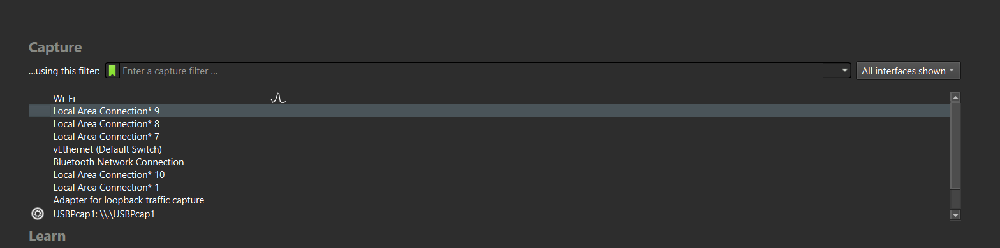 Capture
...using this filter: Enter a capture filter ... All interfaces shown
Wi-Fi
Local Area Connection* 9
Local Area Connection* 8
Local Area Connection* 7
vEthernet (Default Switch)
Bluetooth Network Connection
Local Area Connection* 10
Local Area Connection* 1
Adapter for loopback traffic capture
USBPcap1: \\.\USBPcap1
Learn